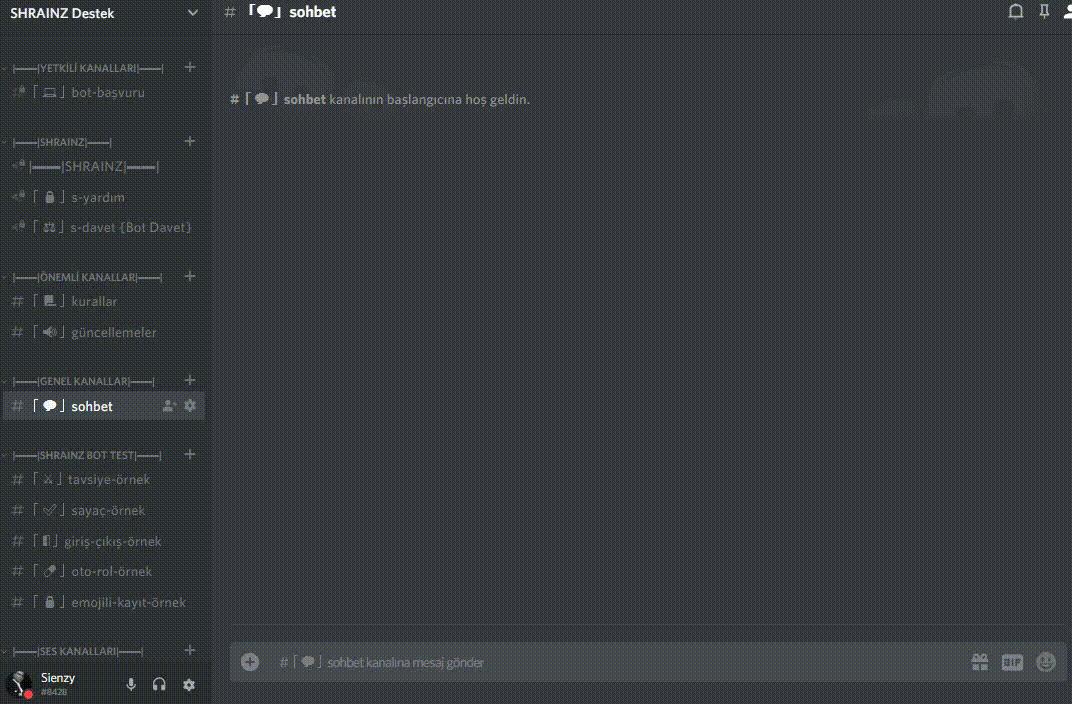 SHRAINZ Destek
# 「💬」 sohbet
|▬▬|YETKİLİ KANALLARI|▬▬|
「💻」 bot-başvuru
|▬▬|SHRAINZ|▬▬|
|▬▬▬|SHRAINZ|▬▬▬|
「🔒」 s-yardım
「⚖」 s-davet {Bot Davet}
|▬▬|ÖNEMLİ KANALLAR|▬▬|
# 「📜」 kurallar
# 「🔊」 güncellemeler
|▬▬|GENEL KANALLAR|▬▬|
# 「💬」 sohbet
|▬▬|SHRAINZ BOT TEST|▬▬|
# 「⚔」 tavsiye-örnek
# 「✅」 sayaç-örnek
# 「🚪」 giriş-çıkış-örnek
# 「💊」 oto-rol-örnek
# 「🔒」 emojili-kayıt-örnek
|▬▬|SES KANALLARI|▬▬|
Sienzy
#8428
# 「💬」 sohbet kanalının başlangıcına hoş geldin.
# 「💬」 sohbet kanalına mesaj gönder
GIF